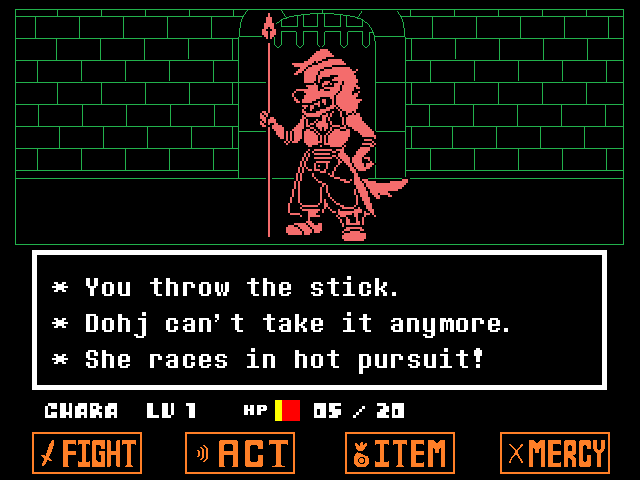 * You throw the stick.
* Dohj can't take it anymore.
* She races in hot pursuit!
CHARA LV 1 HP 05 / 20
FIGHT ACT ITEM MERCY